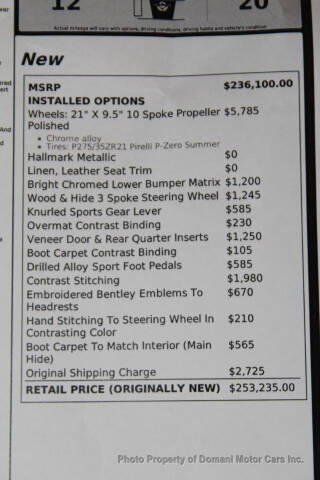 12
20
Actual mileage will vary with options, driving conditions, driving habits and vehicle's condition
New
MSRP $236,100.00
INSTALLED OPTIONS
Wheels: 21" X 9.5" 10 Spoke Propeller $5,785
Polished
• Chrome alloy
• Tires: P275/35ZR21 Pirelli P-Zero Summer
Hallmark Metallic $0
Linen, Leather Seat Trim $0
Bright Chromed Lower Bumper Matrix $1,200
Wood & Hide 3 Spoke Steering Wheel $1,245
Knurled Sports Gear Lever $585
Overmat Contrast Binding $230
Veneer Door & Rear Quarter Inserts $1,250
Boot Carpet Contrast Binding $105
Drilled Alloy Sport Foot Pedals $585
Contrast Stitching $1,980
Embroidered Bentley Emblems To $670
Headrests
Hand Stitching To Steering Wheel In $210
Contrasting Color
Boot Carpet To Match Interior (Main $565
Hide)
Original Shipping Charge $2,725
RETAIL PRICE (ORIGINALLY NEW) $253,235.00
Photo Property of Domani Motor Cars Inc.